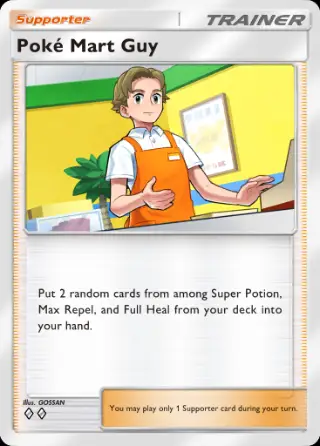 Supporter
TRAINER
Poké Mart Guy
Put 2 random cards from among Super Potion,
Max Repel, and Full Heal from your deck into
your hand.
Illus. GOSSAN
You may play only 1 Supporter card during your turn.